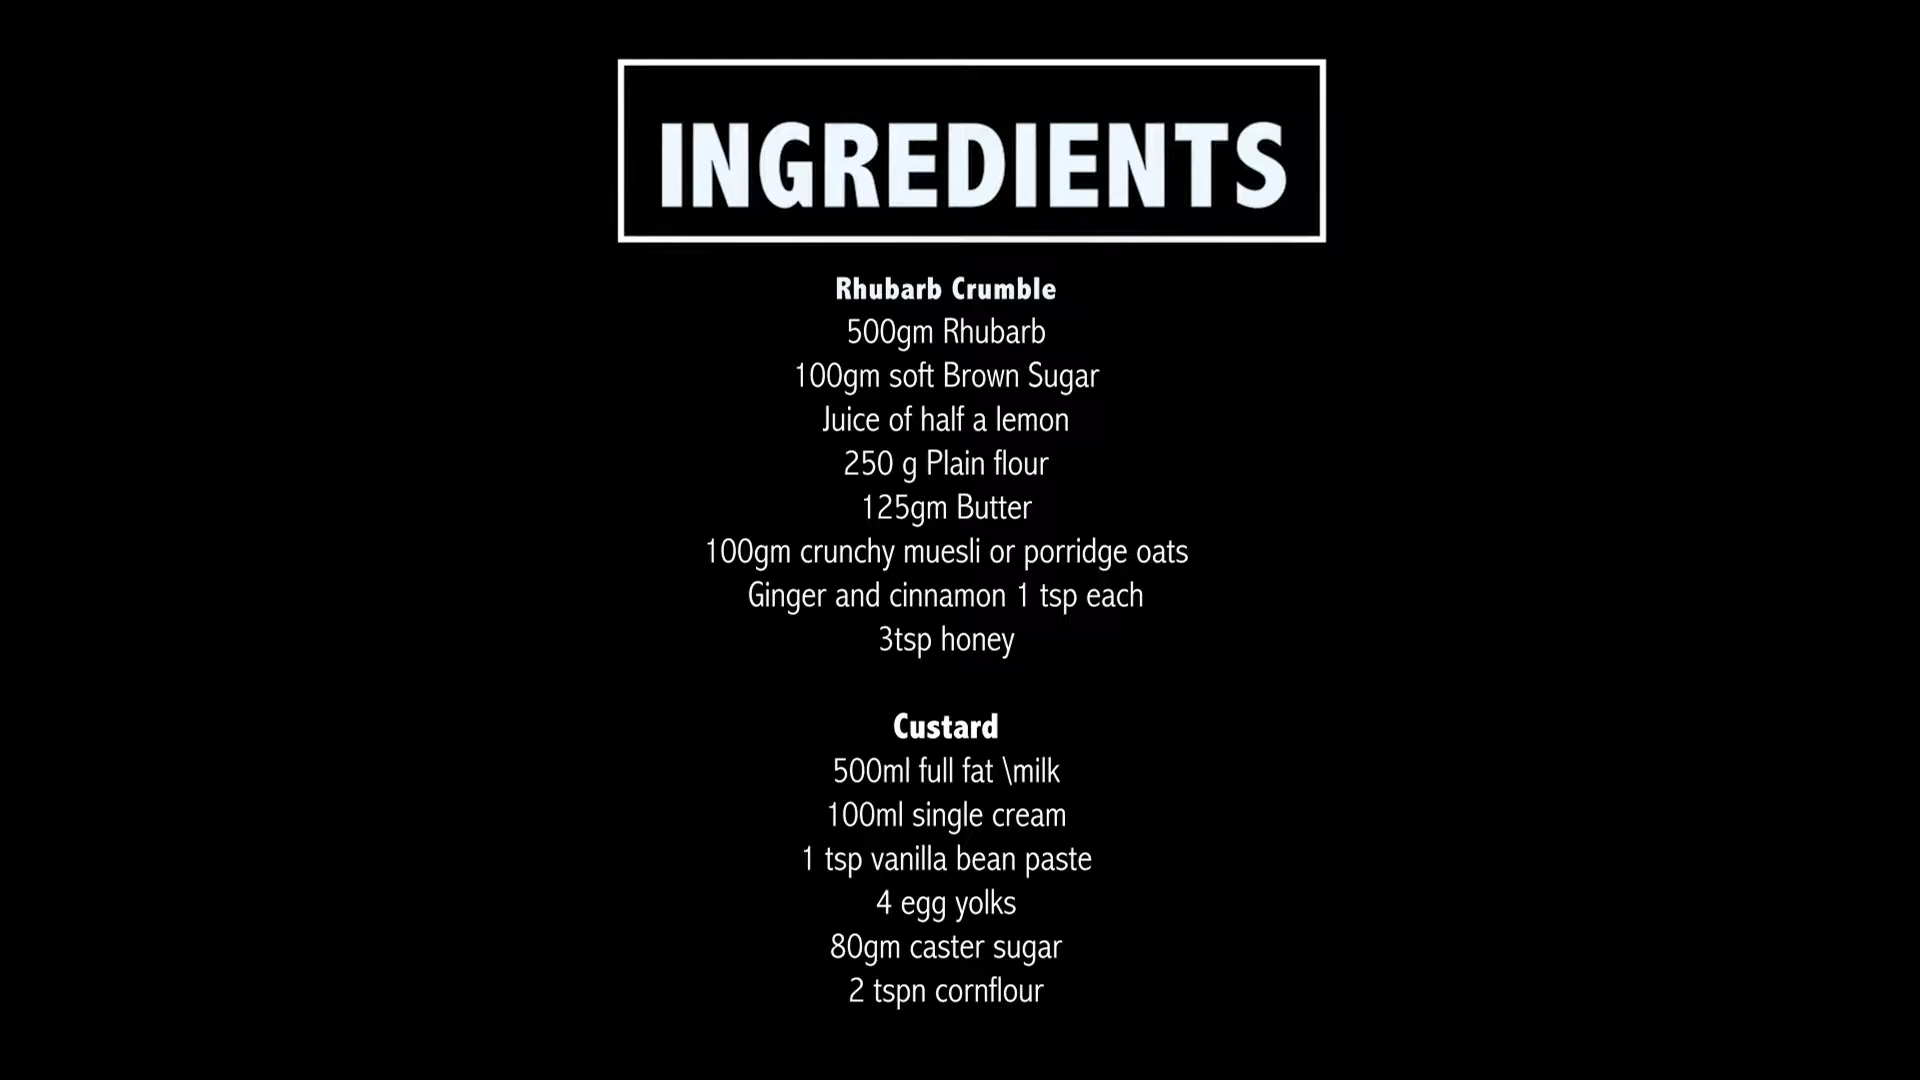 INGREDIENTS
Rhubarb Crumble
500gm Rhubarb
100gm soft Brown Sugar
Juice of half a lemon
250 g Plain flour
125gm Butter
100gm crunchy muesli or porridge oats
Ginger and cinnamon 1 tsp each
3tsp honey
Custard
500ml full fat \milk
100ml single cream
1 tsp vanilla bean paste
4 egg yolks
80gm caster sugar
2 tspn cornflour